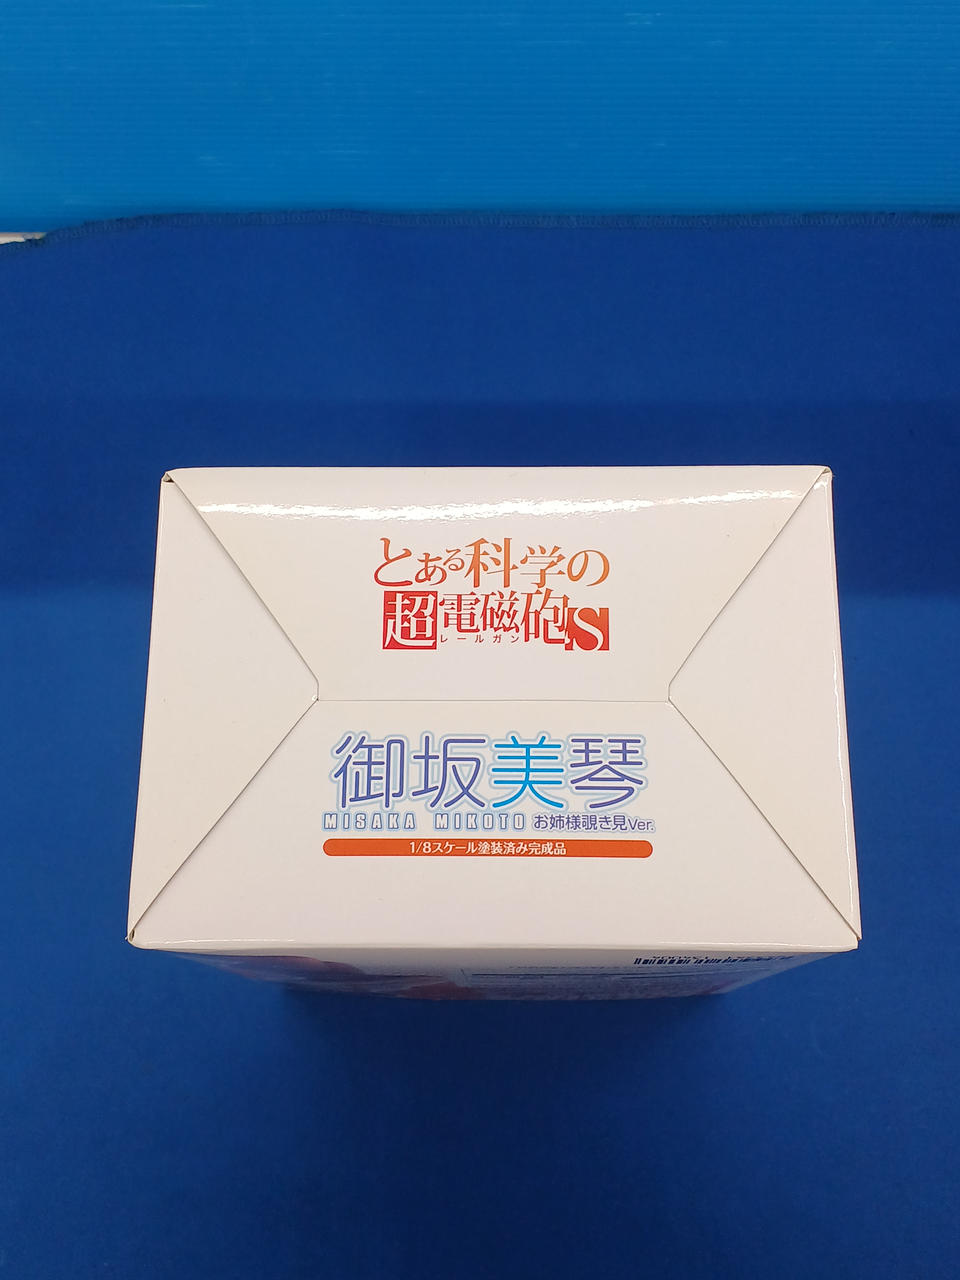 とある科学の
超電磁砲S
レールガン
御坂美琴
MISAKA MIKOTO お姉様覗き見Ver.
1/8スケール塗装済み完成品